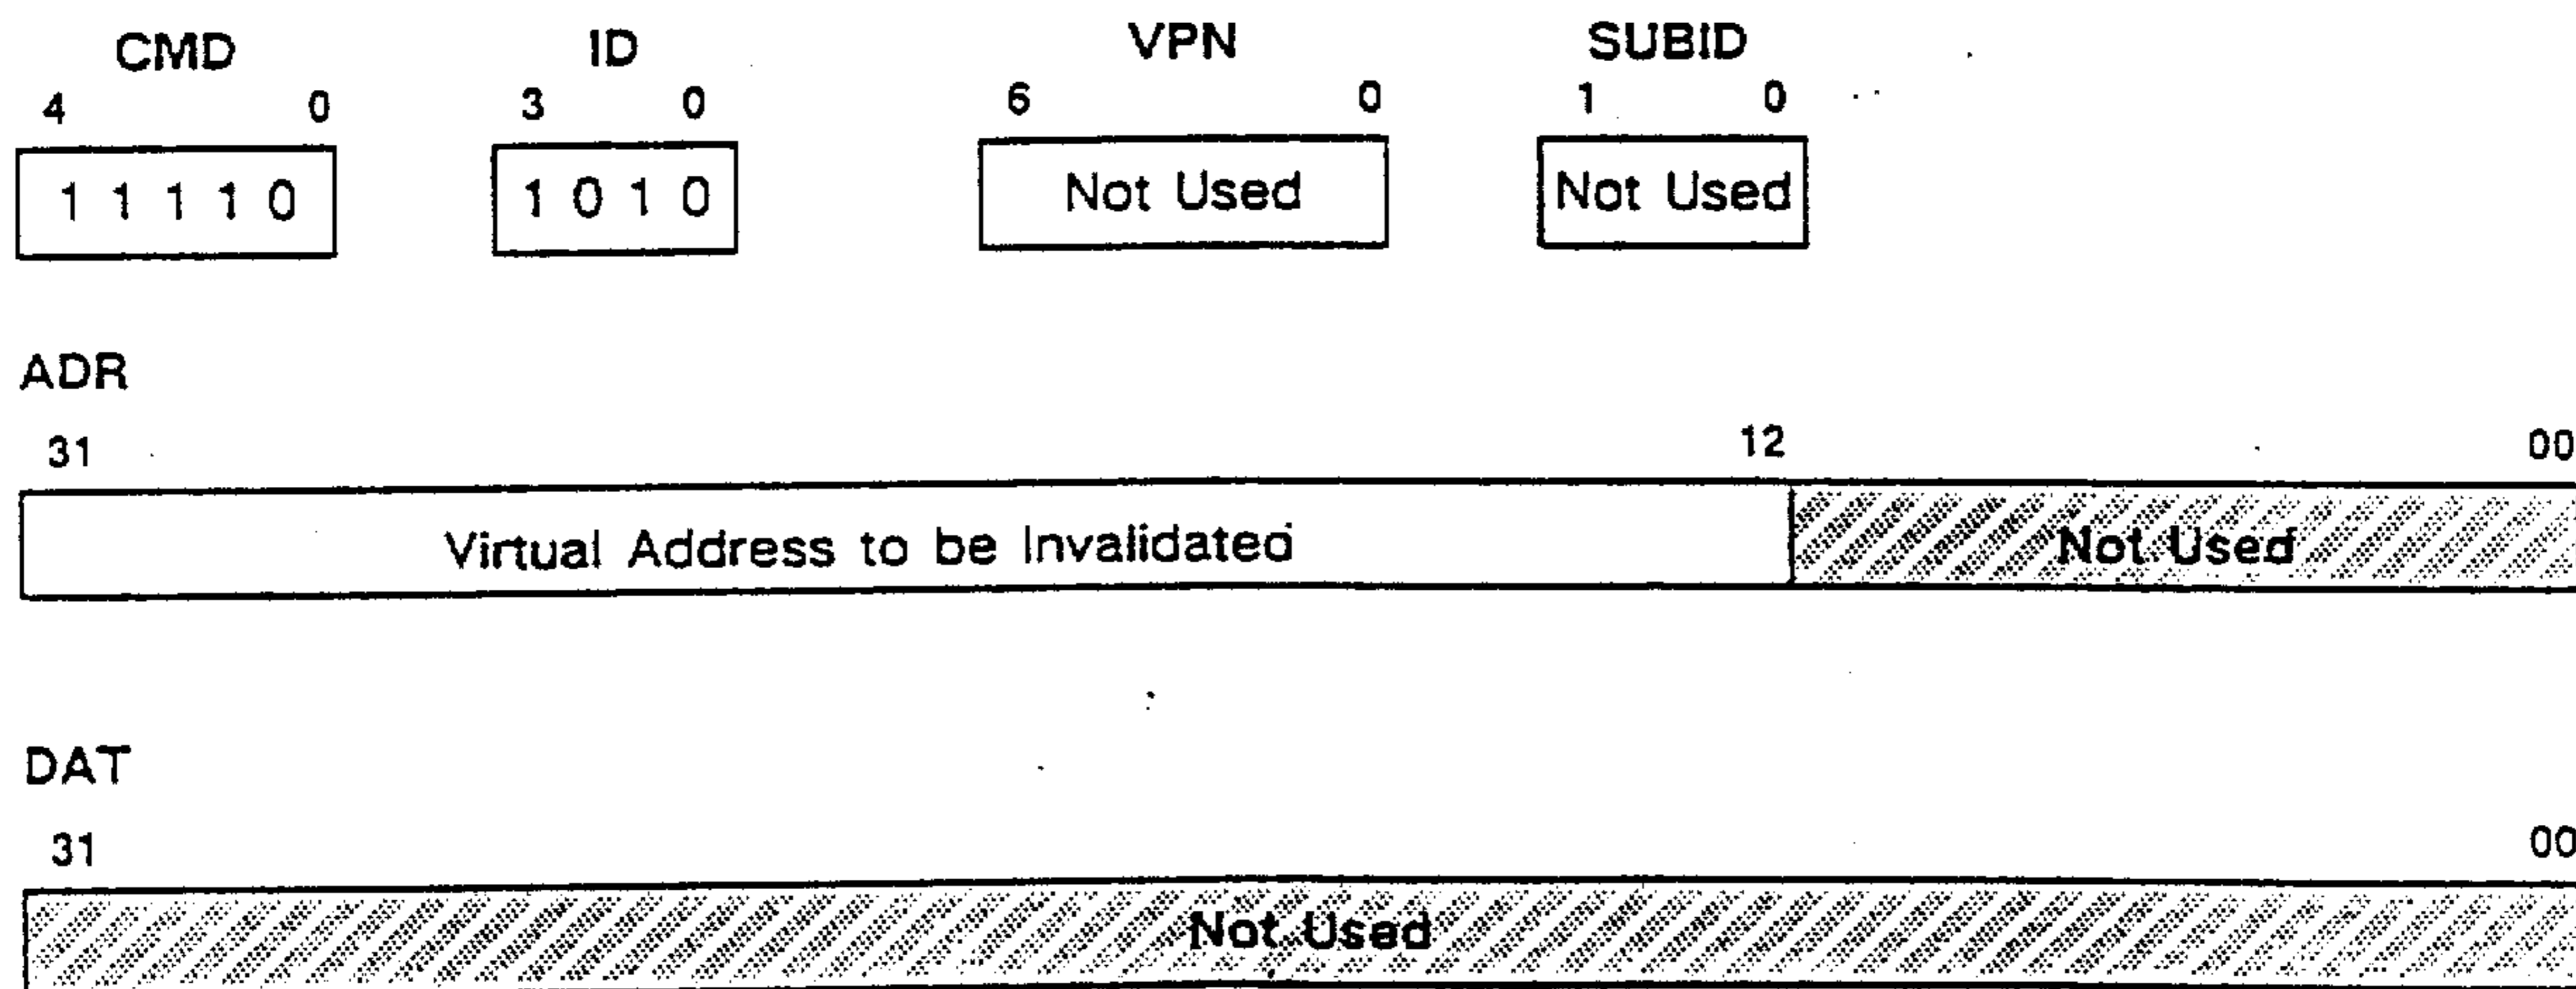 CMD ID VPN SUBID
4 0 3 0 6 0 1 0
1 1 1 1 0 1 0 1 0 Not Used Not Used
ADR
31 12 00
Virtual Address to be Invalidated Not Used
DAT
31 00
Not Used